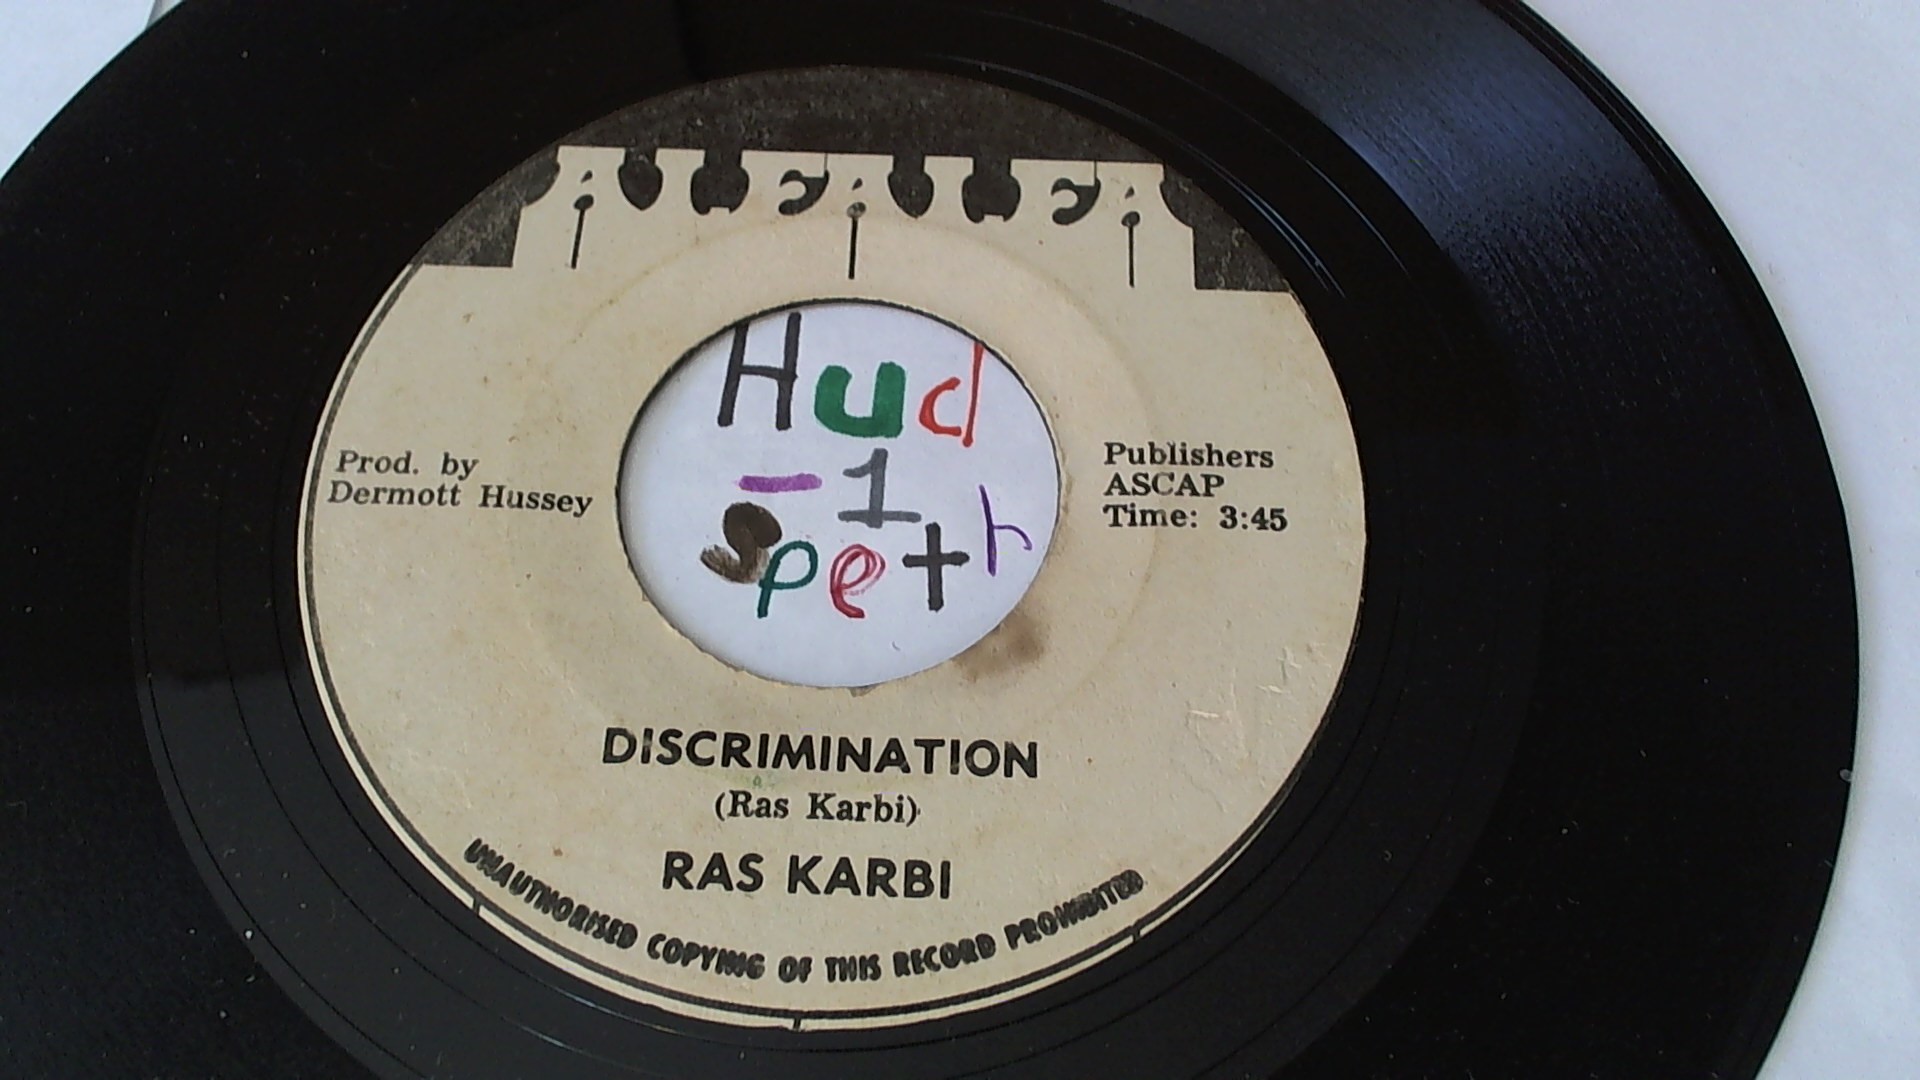 ALFALFA
Hud
-1
Speth
Prod. by
Dermott Hussey
Publishers
ASCAP
Time: 3:45
DISCRIMINATION
(Ras Karbi)
RAS KARBI
UNAUTHORISED COPYING OF THIS RECORD PROHIBITED